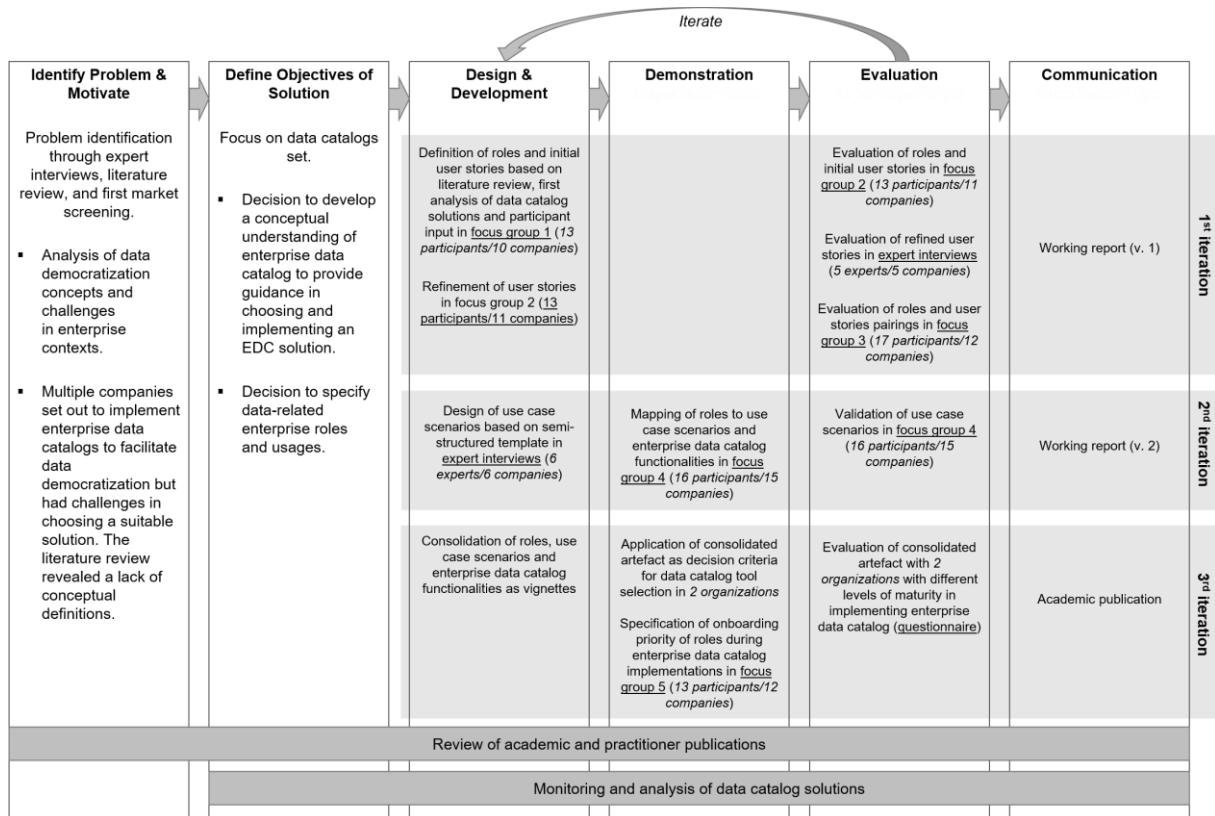 Iterate
Identify Problem &
Motivate
Define Objectives of
Solution
Design &
Development
Demonstration
Evaluation
Communication
Problem identification
through expert
interviews, literature
review, and first market
screening.
▪ Analysis of data
democratization
concepts and
challenges
in enterprise
contexts.
▪ Multiple companies
set out to implement
enterprise data
catalogs to facilitate
data
democratization but
had challenges in
choosing a suitable
solution. The
literature review
revealed a lack of
conceptual
definitions.
Focus on data catalogs
set.
▪ Decision to develop
a conceptual
understanding of
enterprise data
catalog to provide
guidance in
choosing and
implementing an
EDC solution.
▪ Decision to specify
data-related
enterprise roles
and usages.
Definition of roles and initial
user stories based on
literature review, first
analysis of data catalog
solutions and participant
input in focus group 1 (13
participants/10 companies)
Refinement of user stories
in focus group 2 (13
participants/11 companies)
Evaluation of roles and
initial user stories in focus
group 2 (13 participants/11
companies)
Evaluation of refined user
stories in expert interviews
(5 experts/5 companies)
Evaluation of roles and user
stories pairings in focus
group 3 (17 participants/12
companies)
Working report (v. 1)
1st iteration
Design of use case
scenarios based on semi-
structured template in
expert interviews (6
experts/6 companies)
Mapping of roles to use
case scenarios and
enterprise data catalog
functionalities in focus
group 4 (16 participants/15
companies)
Validation of use case
scenarios in focus group 4
(16 participants/15
companies)
Working report (v. 2)
2nd iteration
Consolidation of roles, use
case scenarios and
enterprise data catalog
functionalities as vignettes
Application of consolidated
artefact as decision criteria
for data catalog tool
selection in 2 organizations
Specification of onboarding
priority of roles during
enterprise data catalog
implementations in focus
group 5 (13 participants/12
companies)
Evaluation of consolidated
artefact with 2
organizations with different
levels of maturity in
implementing enterprise
data catalog (questionnaire)
Academic publication
3rd iteration
Review of academic and practitioner publications
Monitoring and analysis of data catalog solutions